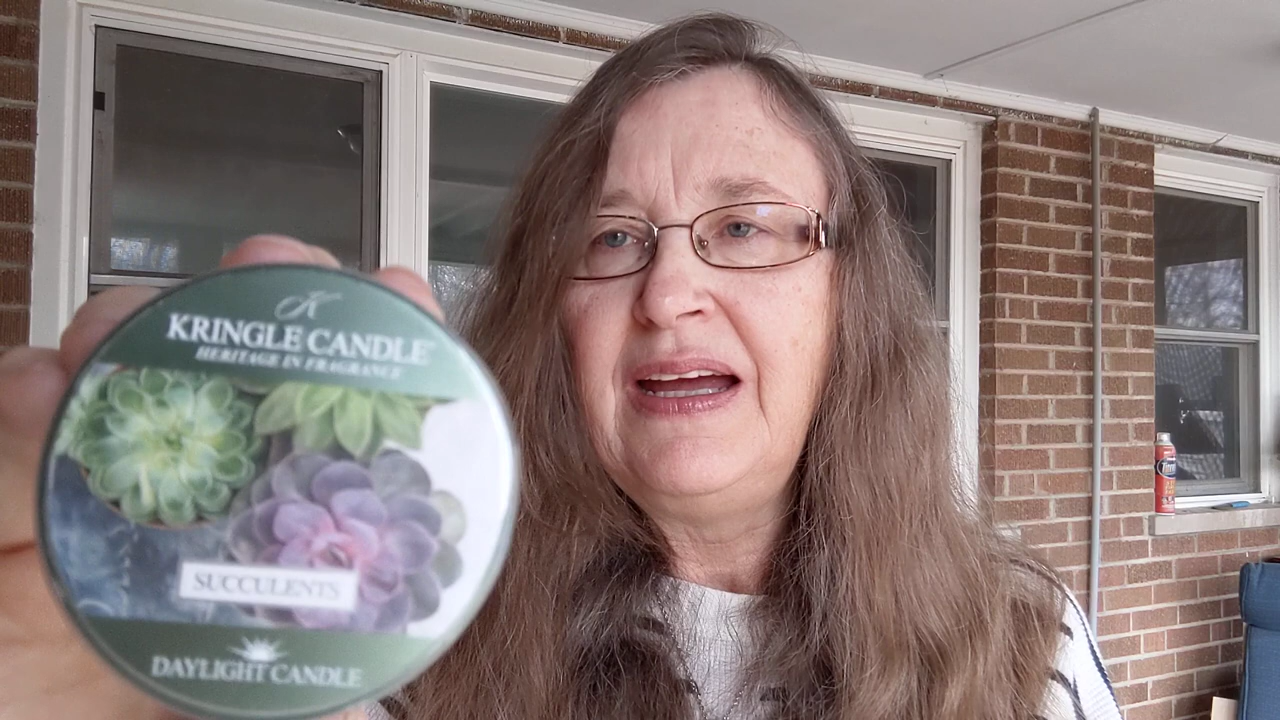 K
KRINGLE CANDLE
HERITAGE IN FRAGRANCE
SUCCULENTS
DAYLIGHT CANDLE